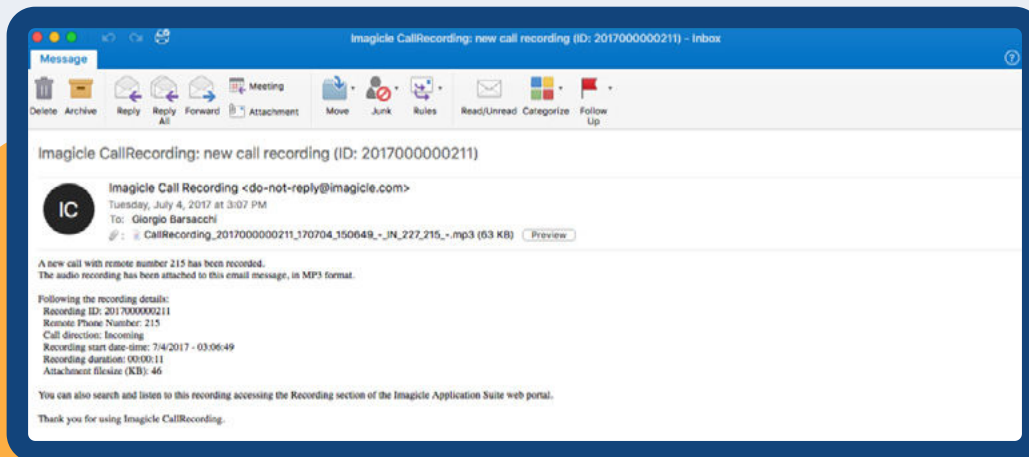 Imagicle CallRecording: new call recording (ID: 2017000000211) - Inbox
Message
?
Delete Archive Reply Reply All Forward Meeting Attachment Move Junk Rules Read/Unread Categorize Follow Up
Imagicle CallRecording: new call recording (ID: 2017000000211)
IC
Imagicle Call Recording <do-not-reply@imagicle.com>
Tuesday, July 4, 2017 at 3:07 PM
To: Giorgio Barsacchi
CallRecording_2017000000211_170704_150649_-_IN_227_215_-.mp3 (63 KB) Preview
A new call with remote number 215 has been recorded.
The audio recording has been attached to this email message, in MP3 format.
Following the recording details:
Recording ID: 2017000000211
Remote Phone Number: 215
Call direction: Incoming
Recording start date-time: 7/4/2017 - 03:06:49
Recording duration: 00:00:11
Attachment filesize (KB): 46
You can also search and listen to this recording accessing the Recording section of the Imagicle Application Suite web portal.
Thank you for using Imagicle CallRecording.